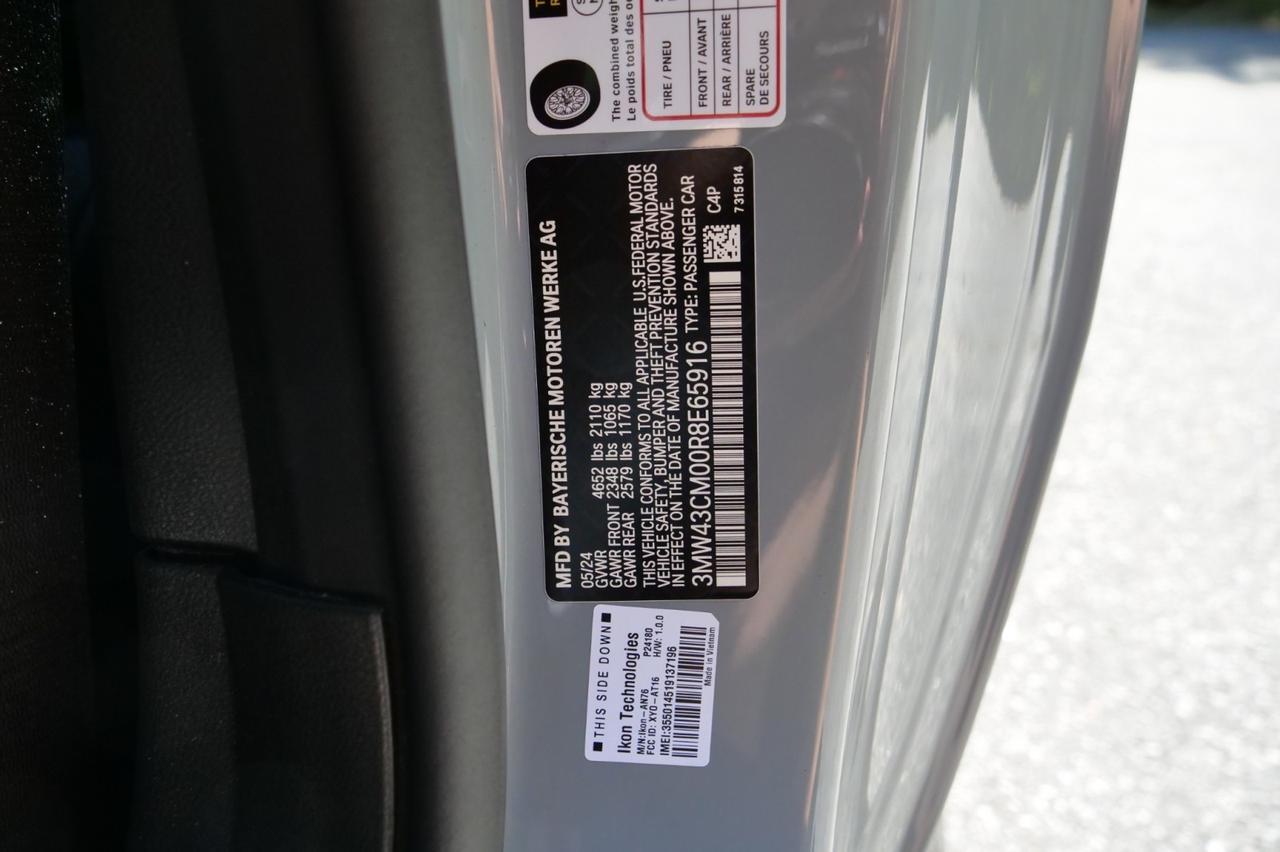 The combined weigh
Le poids total des oc
TIRE / PNEU
FRONT / AVANT
REAR / ARRIÈRE
SPARE
DE SECOURS
MFD BY BAYERISCHE MOTOREN WERKE AG
05/24
GVWR 4652 lbs 2110 kg
GAWR FRONT 2348 lbs 1065 kg
GAWR REAR 2579 lbs 1170 kg
THIS VEHICLE CONFORMS TO ALL APPLICABLE U.S.FEDERAL MOTOR
VEHICLE SAFETY, BUMPER AND THEFT PREVENTION STANDARDS
IN EFFECT ON THE DATE OF MANUFACTURE SHOWN ABOVE.
3MW43CM00R8E65916 TYPE: PASSENGER CAR
C4P
7315814
THIS SIDE DOWN
Ikon Technologies
M/N:Ikon-AN76 P24180
FCC ID: XYO-AT16 H/W: 1.0.0
IMEI:355014519137196
Made in Vietnam